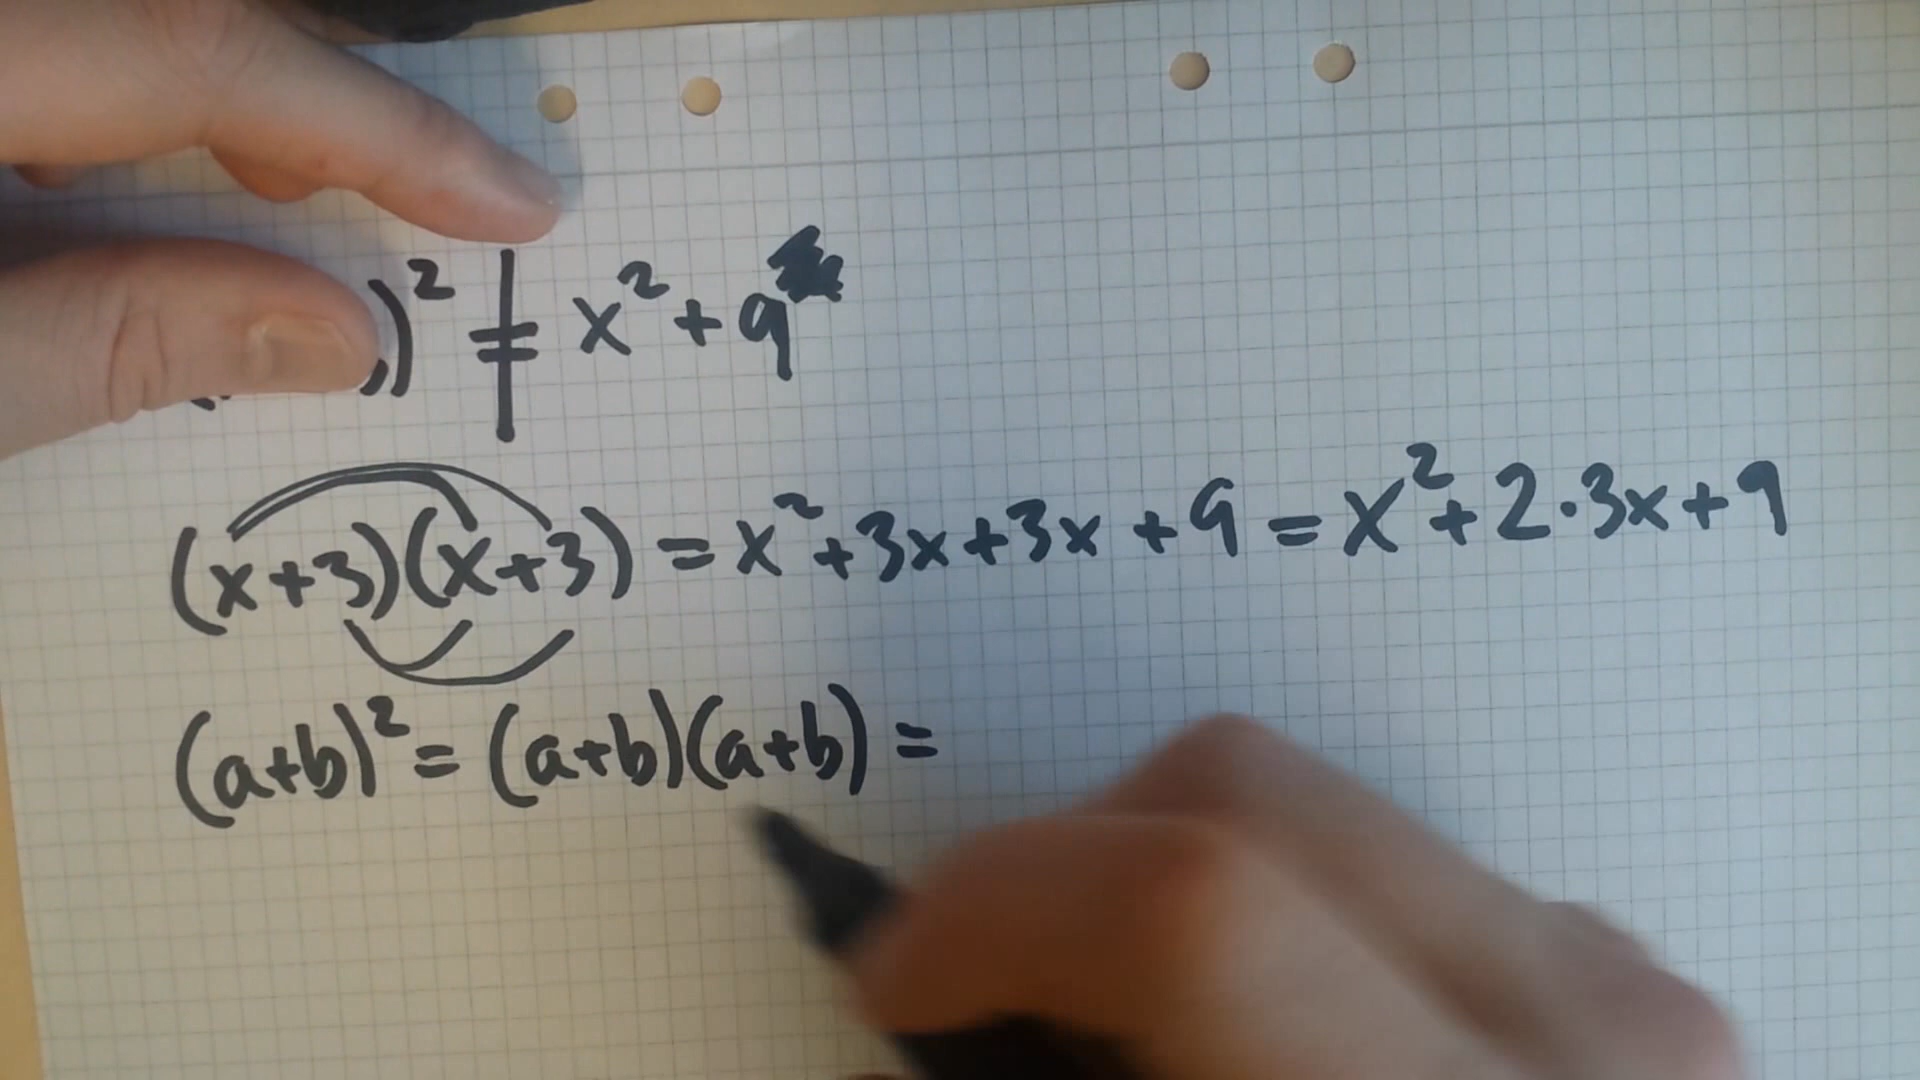 )² ≠ x² + 9
(x+3)(x+3) = x² + 3x + 3x + 9 = x² + 2·3x + 9
(a+b)² = (a+b)(a+b) =